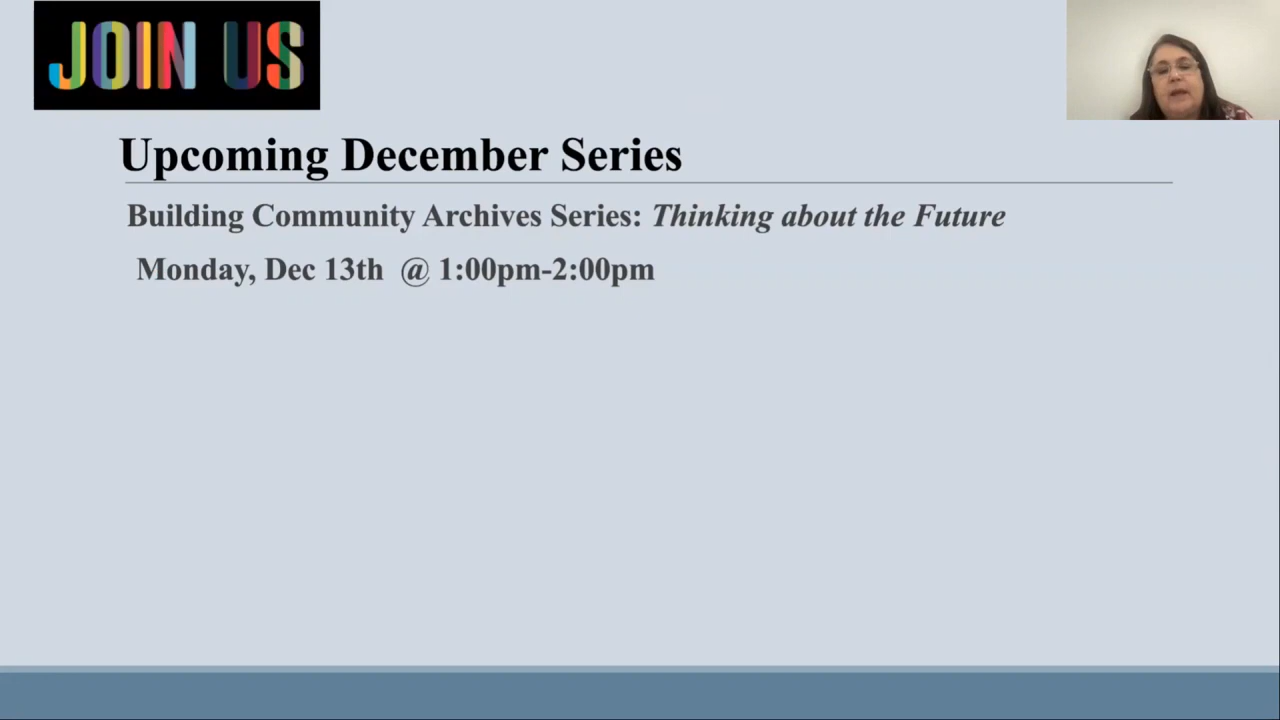 JOIN US
Upcoming December Series
Building Community Archives Series: Thinking about the Future
Monday, Dec 13th @ 1:00pm-2:00pm